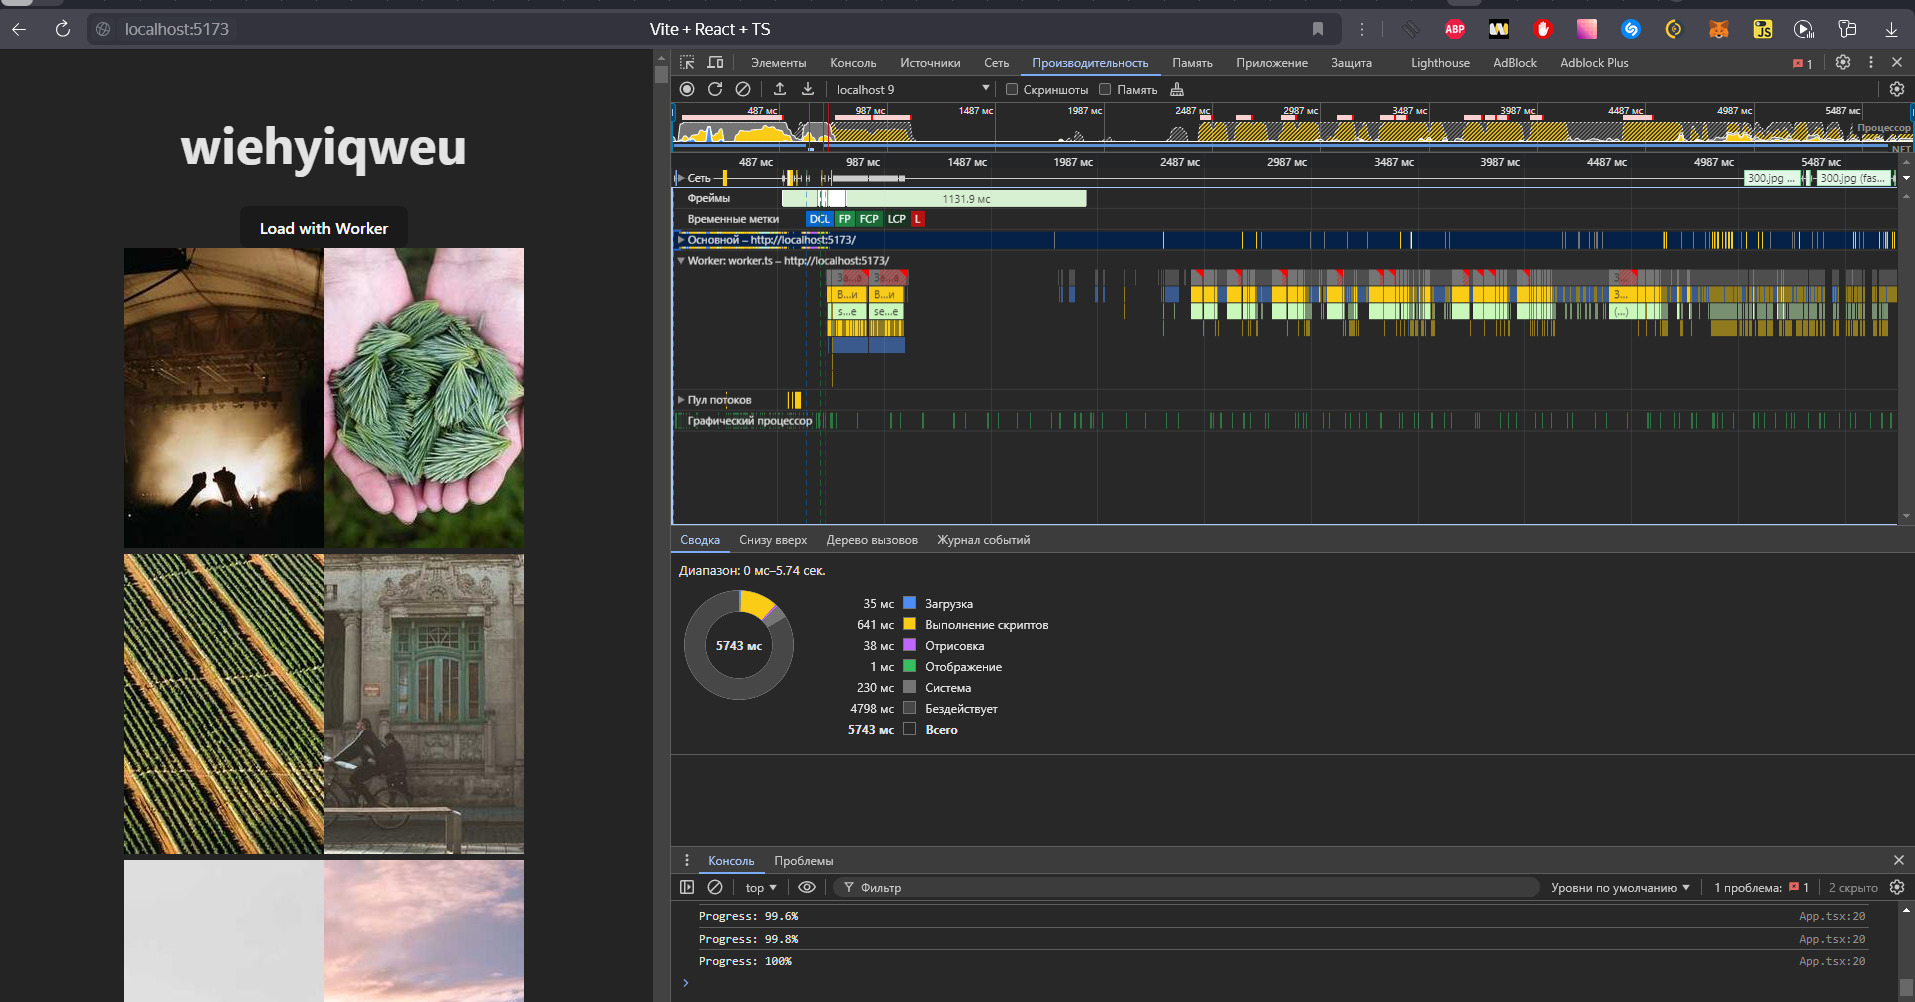 localhost:5173
Vite + React + TS
ABP
JS
wiehyiqweu
Load with Worker
Элементы Консоль Источники Сеть Производительность Память Приложение Защита Lighthouse AdBlock Adblock Plus 1
localhost 9 Скриншоты Память
487 мс 987 мс 1487 мс 1987 мс 2487 мс 2987 мс 3487 мс 3987 мс 4487 мс 4987 мс 5487 мс
Процессор
NET
487 мс 987 мс 1487 мс 1987 мс 2487 мс 2987 мс 3487 мс 3987 мс 4487 мс 4987 мс 5487 мс
Сеть 300.jpg ... 300.jpg (fas...
Фреймы 1131.9 мс
Временные метки DCL FP FCP LCP L
Основной – http://localhost:5173/
Worker: worker.ts – http://localhost:5173/
В...и В...и З...
s...e se...e (...)
Пул потоков
Графический процессор
Сводка Снизу вверх Дерево вызовов Журнал событий
Диапазон: 0 мс–5.74 сек.
5743 мс
35 мс Загрузка
641 мс Выполнение скриптов
38 мс Отрисовка
1 мс Отображение
230 мс Система
4798 мс Бездействует
5743 мс Всего
Консоль Проблемы
top Фильтр Уровни по умолчанию 1 проблема: 1 2 скрыто
Progress: 99.6% App.tsx:20
Progress: 99.8% App.tsx:20
Progress: 100% App.tsx:20